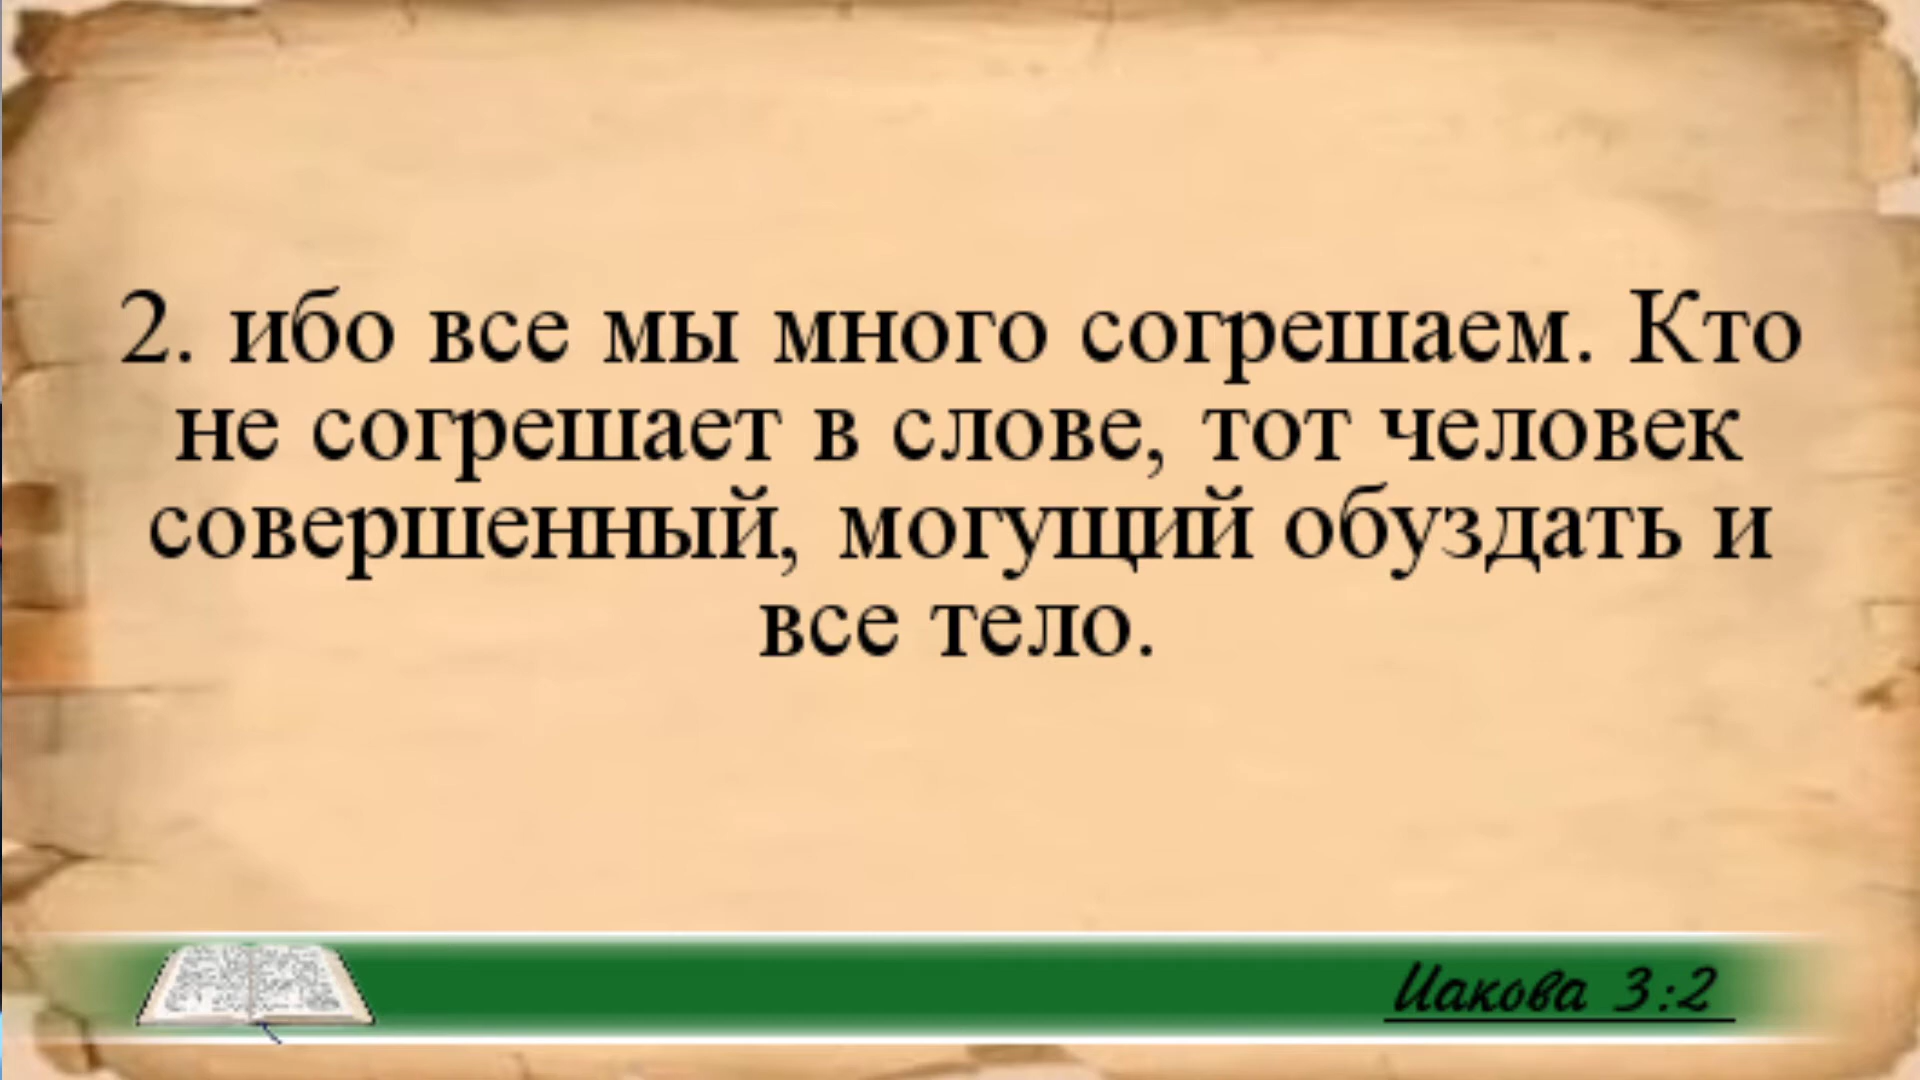 2. ибо все мы много согрешаем. Кто
не согрешает в слове, тот человек
совершенный, могущий обуздать и
все тело.
Иакова 3:2